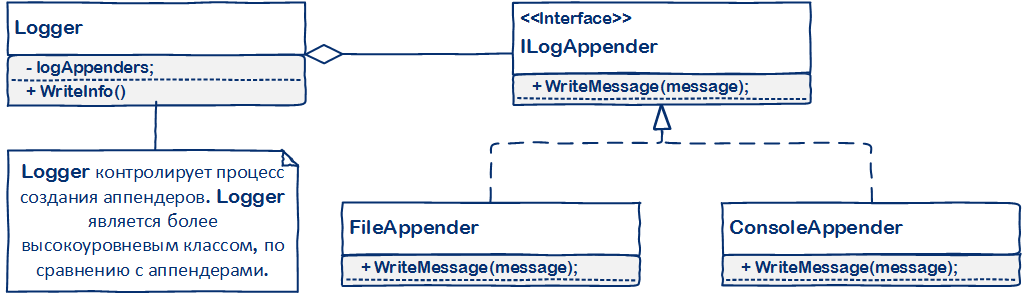 Logger
- logAppenders;
+ WriteInfo()
<<Interface>>
ILogAppender
+ WriteMessage(message);
Logger контролирует процесс
создания аппендеров. Logger
является более
высокоуровневым классом, по
сравнению с аппендерами.
FileAppender
+ WriteMessage(message);
ConsoleAppender
+ WriteMessage(message);